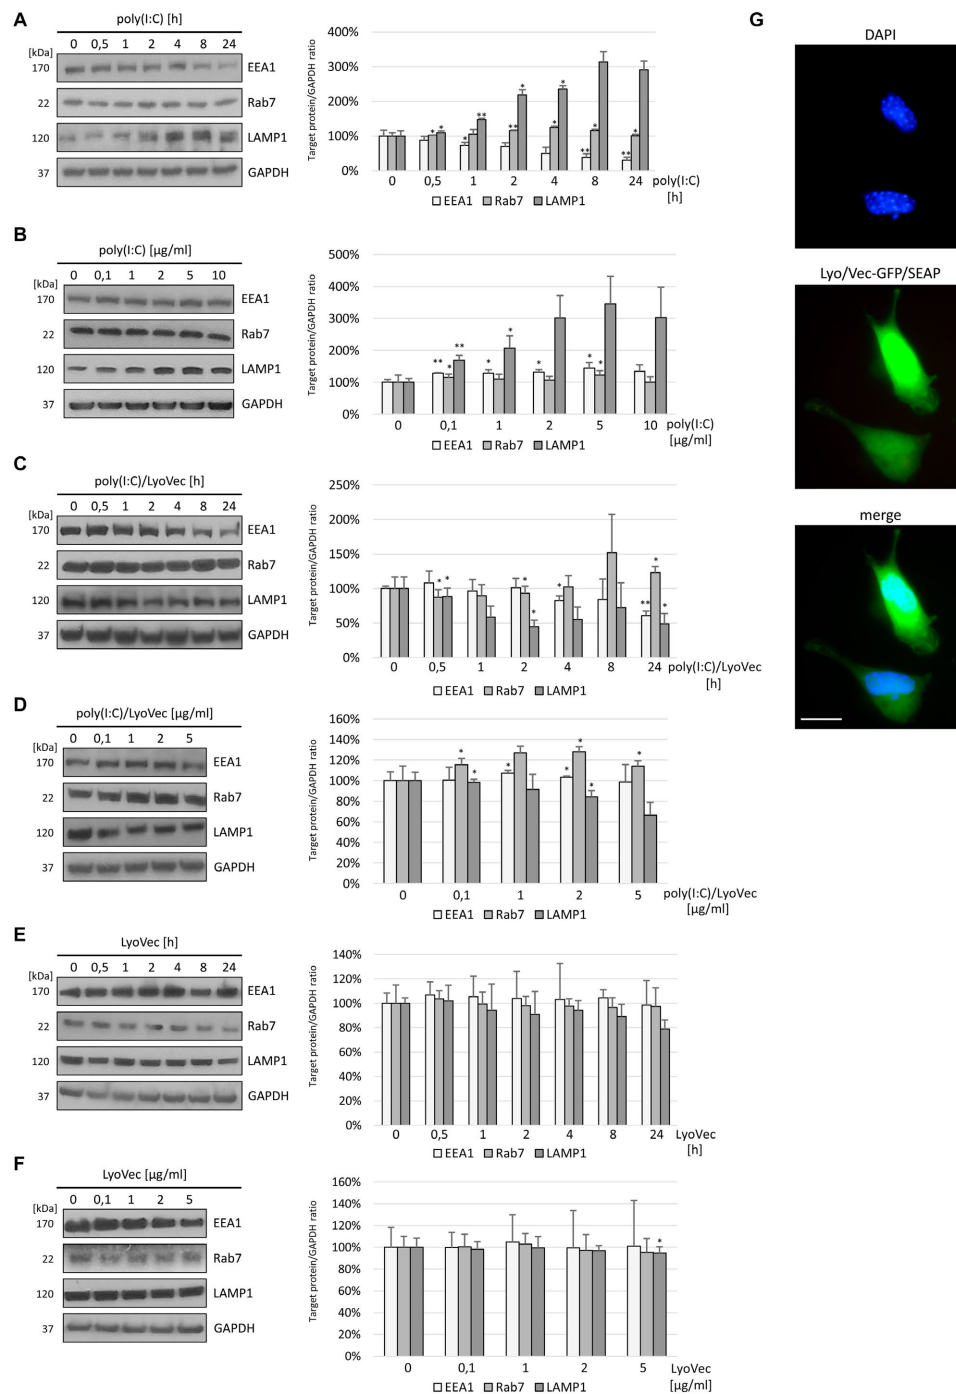 A
poly(I:C) [h]
0 0,5 1 2 4 8 24
[kDa]
170 EEA1
22 Rab7
120 LAMP1
37 GAPDH
Target protein/GAPDH ratio
400%
300%
200%
100%
0%
* * * ** ** * * * ** * ** *
0 0,5 1 2 4 8 24 poly(I:C)
[h]
EEA1 Rab7 LAMP1
B
poly(I:C) [µg/ml]
0 0,1 1 2 5 10
[kDa]
170 EEA1
22 Rab7
120 LAMP1
37 GAPDH
Target protein/GAPDH ratio
500%
400%
300%
200%
100%
0%
** * ** * * * * *
0 0,1 1 2 5 10 poly(I:C)
[µg/ml]
EEA1 Rab7 LAMP1
C
poly(I:C)/LyoVec [h]
0 0,5 1 2 4 8 24
[kDa]
170 EEA1
22 Rab7
120 LAMP1
37 GAPDH
Target protein/GAPDH ratio
250%
200%
150%
100%
50%
0%
* * * * * ** * *
0 0,5 1 2 4 8 24 poly(I:C)/LyoVec
[h]
EEA1 Rab7 LAMP1
D
poly(I:C)/LyoVec [µg/ml]
0 0,1 1 2 5
[kDa]
170 EEA1
22 Rab7
120 LAMP1
37 GAPDH
Target protein/GAPDH ratio
160%
140%
120%
100%
80%
60%
40%
20%
0%
* * * * * * *
0 0,1 1 2 5 poly(I:C)/LyoVec
[µg/ml]
EEA1 Rab7 LAMP1
E
LyoVec [h]
0 0,5 1 2 4 8 24
[kDa]
170 EEA1
22 Rab7
120 LAMP1
37 GAPDH
Target protein/GAPDH ratio
140%
120%
100%
80%
60%
40%
20%
0%
0 0,5 1 2 4 8 24 LyoVec
[h]
EEA1 Rab7 LAMP1
F
LyoVec [µg/ml]
0 0,1 1 2 5
[kDa]
170 EEA1
22 Rab7
120 LAMP1
37 GAPDH
Target protein/GAPDH ratio
160%
140%
120%
100%
80%
60%
40%
20%
0%
*
0 0,1 1 2 5 LyoVec
[µg/ml]
EEA1 Rab7 LAMP1
G
DAPI
Lyo/Vec-GFP/SEAP
merge